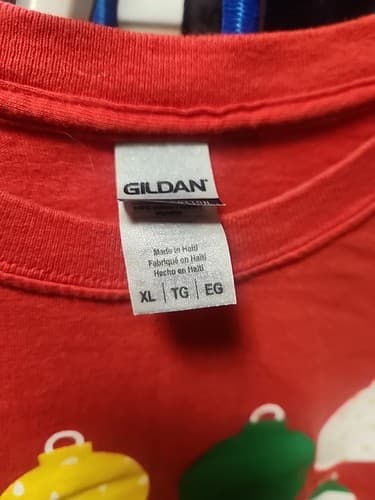 GILDAN
Made in Haiti
Fabriqué en Haïti
Hecho en Haití
XL | TG | EG